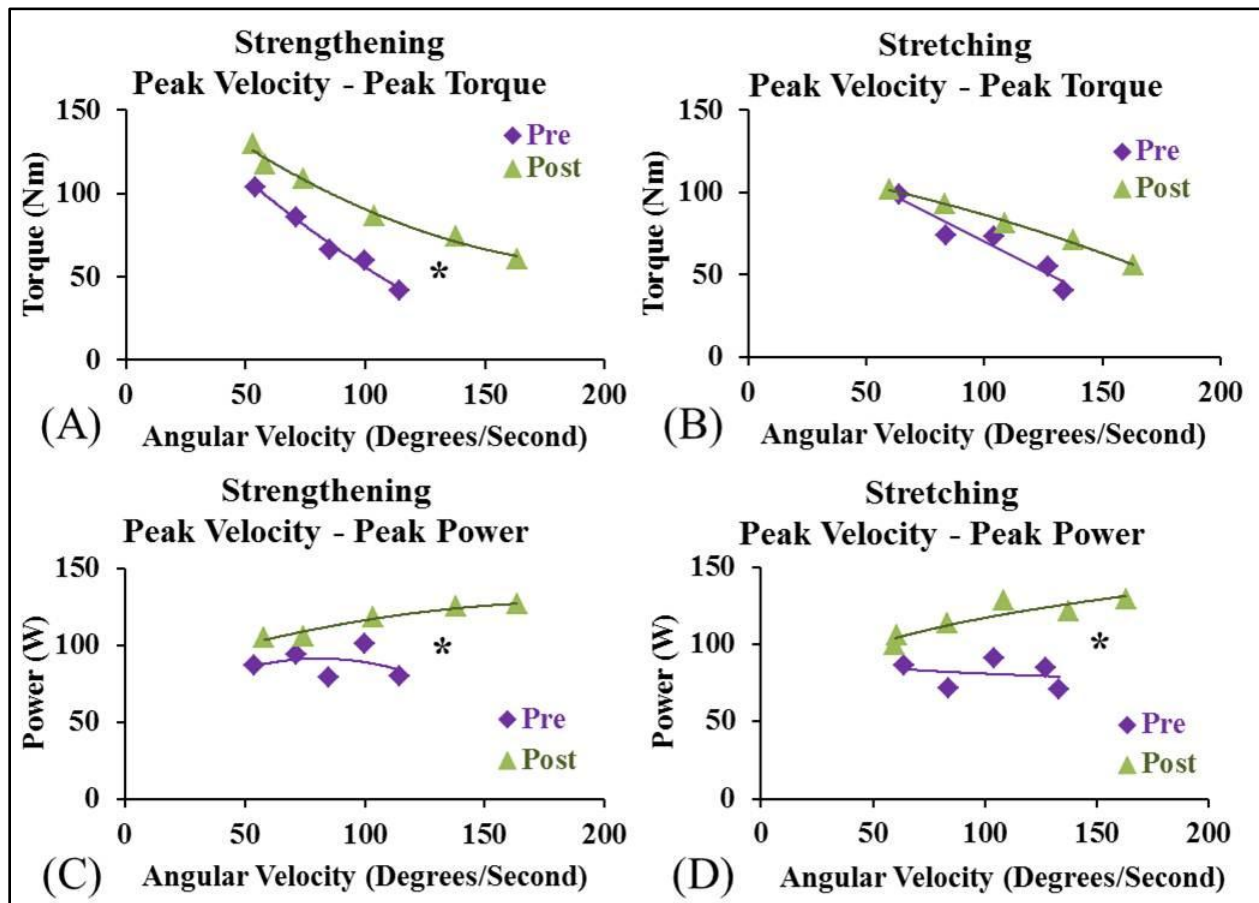 Strengthening
Peak Velocity - Peak Torque
150
100
50
0
Torque (Nm)
Pre
Post
*
0 50 100 150 200
(A) Angular Velocity (Degrees/Second)
Stretching
Peak Velocity - Peak Torque
150
100
50
0
Torque (Nm)
Pre
Post
0 50 100 150 200
(B) Angular Velocity (Degrees/Second)
Strengthening
Peak Velocity - Peak Power
150
100
50
0
Power (W)
*
Pre
Post
0 50 100 150 200
(C) Angular Velocity (Degrees/Second)
Stretching
Peak Velocity - Peak Power
150
100
50
0
Power (W)
*
Pre
Post
0 50 100 150 200
(D) Angular Velocity (Degrees/Second)